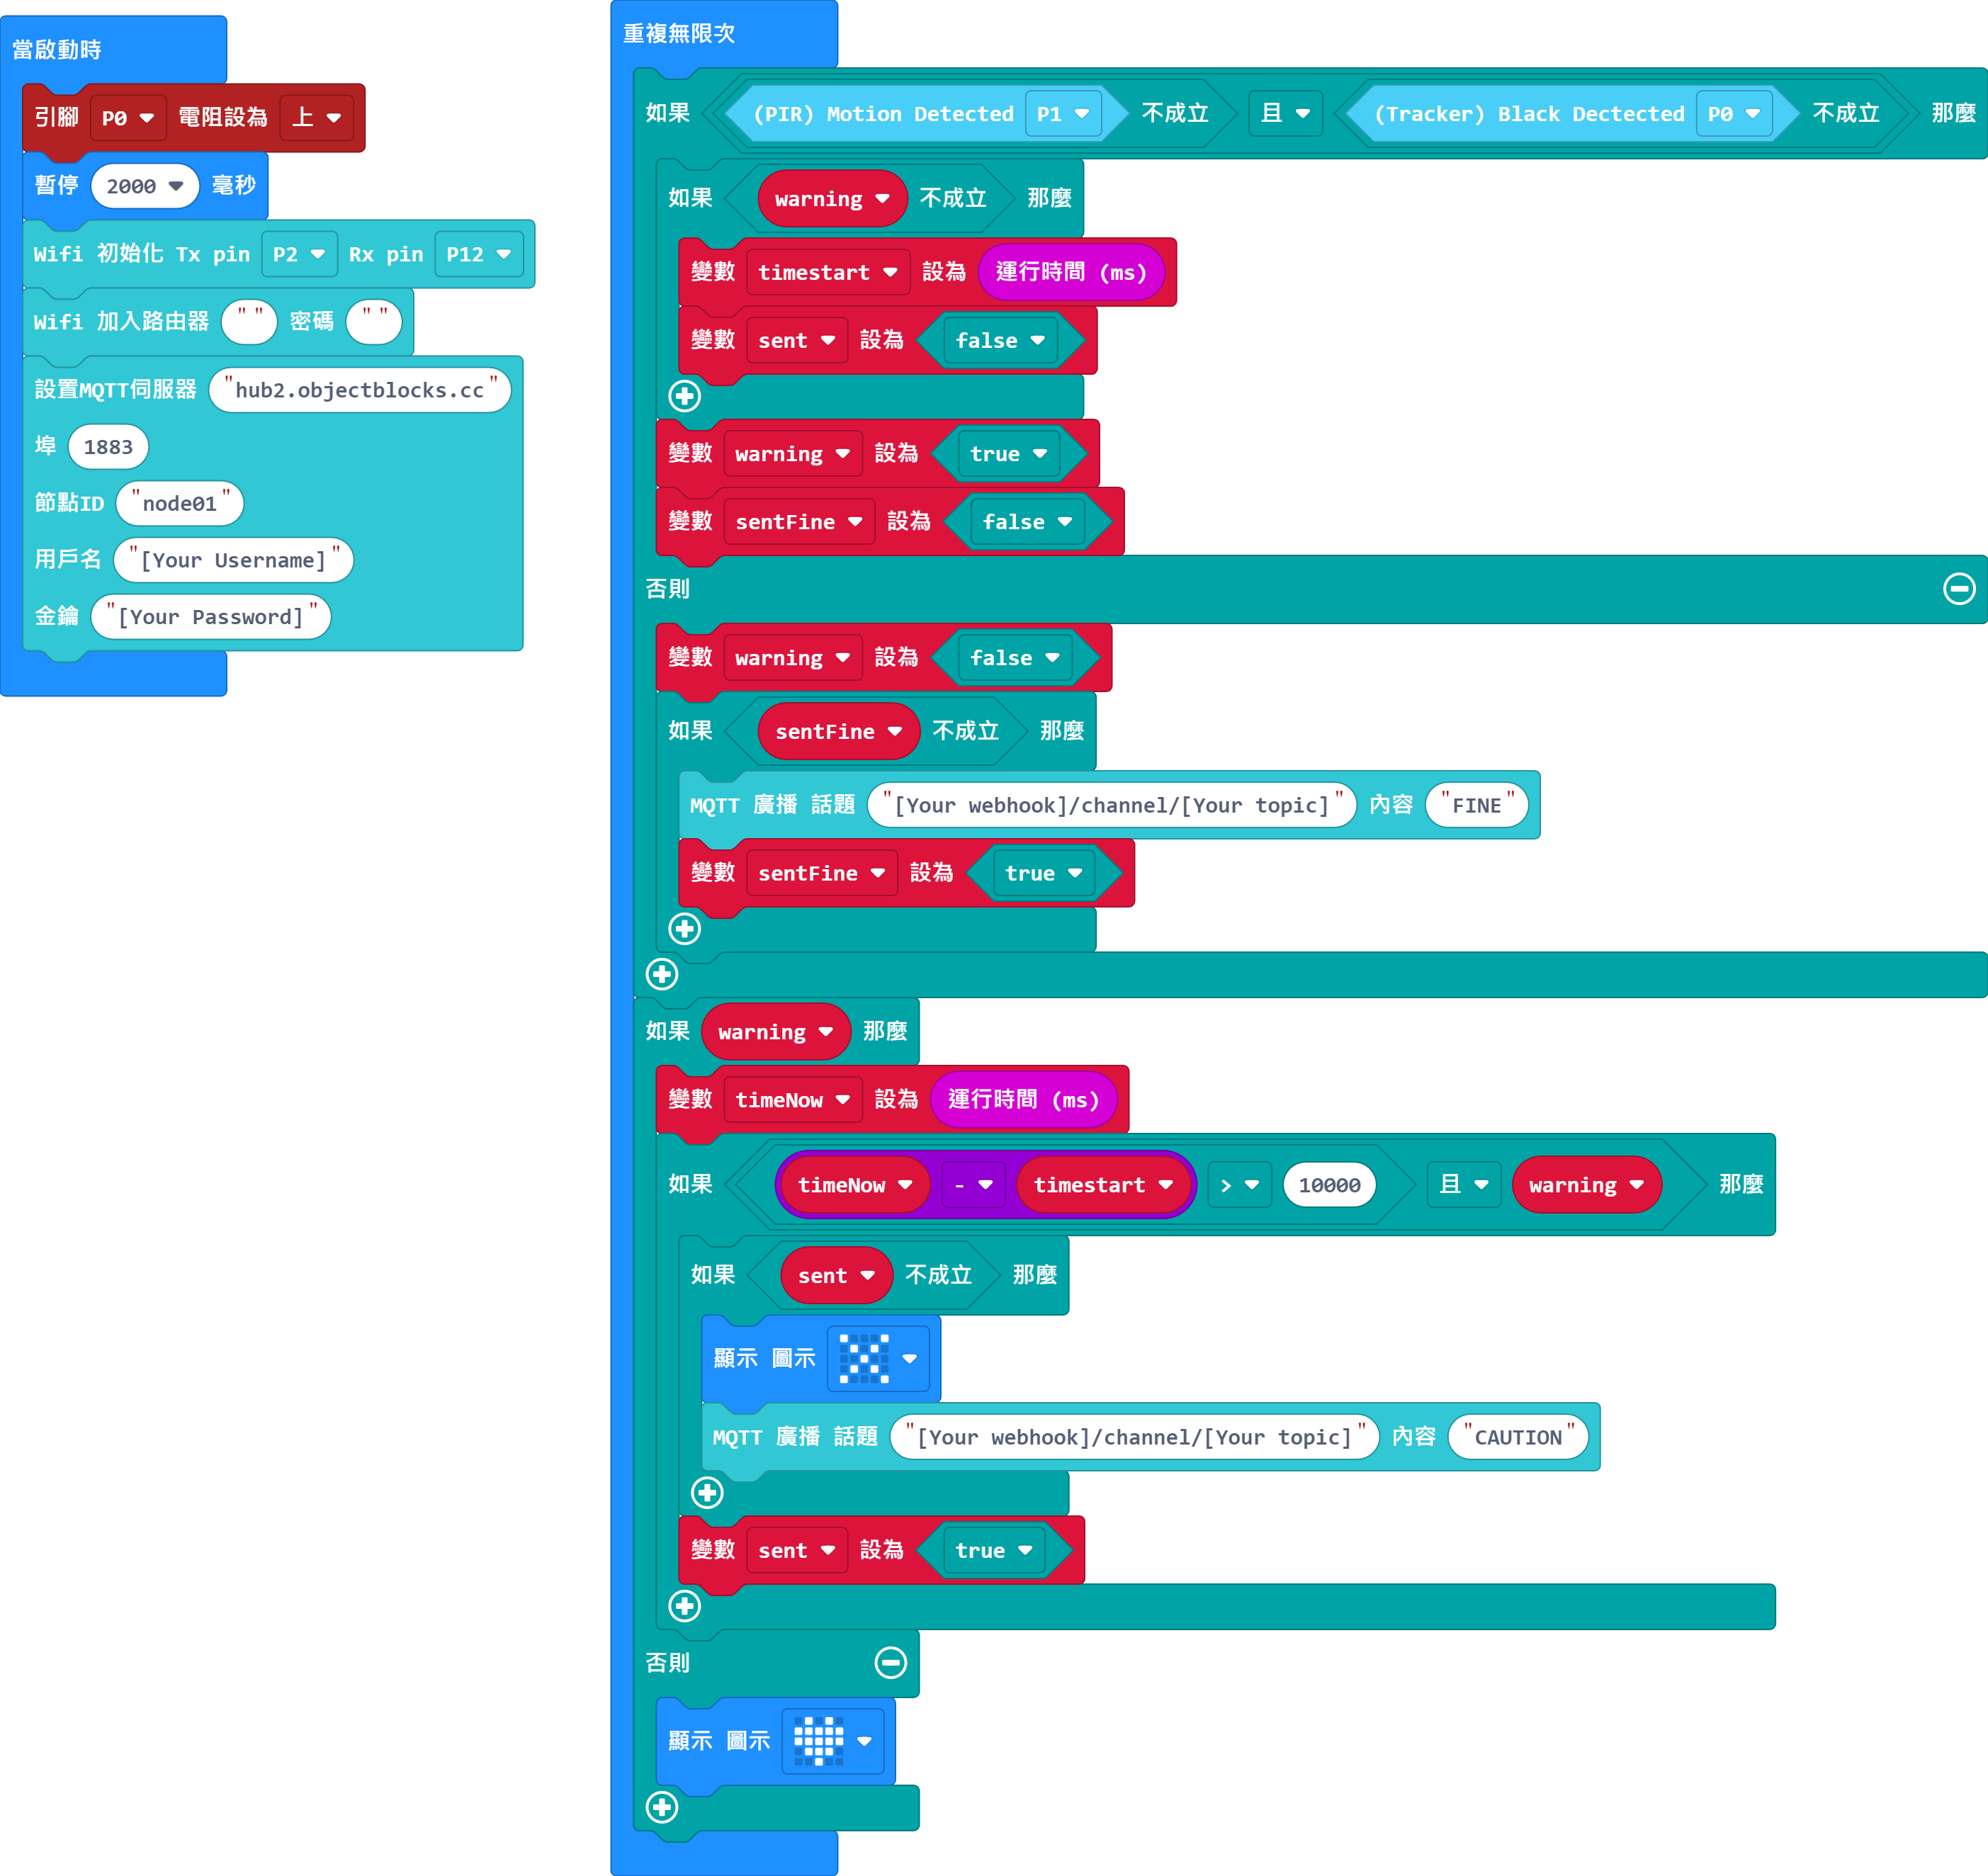 當啟動時
引腳 P0 電阻設為 上
暫停 2000 毫秒
Wifi 初始化 Tx pin P2 Rx pin P12
Wifi 加入路由器 "" 密碼 ""
設置MQTT伺服器 "hub2.objectblocks.cc"
埠 1883
節點ID "node01"
用戶名 "[Your Username]"
金鑰 "[Your Password]"
重複無限次
如果 (PIR) Motion Detected P1 不成立 且 (Tracker) Black Dectected P0 不成立 那麼
如果 warning 不成立 那麼
變數 timestart 設為 運行時間 (ms)
變數 sent 設為 false
變數 warning 設為 true
變數 sentFine 設為 false
否則
變數 warning 設為 false
如果 sentFine 不成立 那麼
MQTT 廣播 話題 "[Your webhook]/channel/[Your topic]" 內容 "FINE"
變數 sentFine 設為 true
如果 warning 那麼
變數 timeNow 設為 運行時間 (ms)
如果 timeNow - timestart > 10000 且 warning 那麼
如果 sent 不成立 那麼
顯示 圖示
MQTT 廣播 話題 "[Your webhook]/channel/[Your topic]" 內容 "CAUTION"
變數 sent 設為 true
否則
顯示 圖示